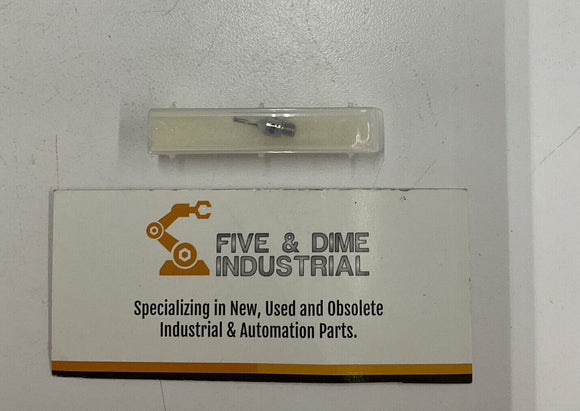 FIVE & DIME
INDUSTRIAL
Specializing in New, Used and Obsolete
Industrial & Automation Parts.